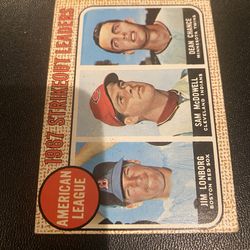 1967 STRIKEOUT LEADERS
AMERICAN LEAGUE
DEAN CHANCE
MINNESOTA TWINS
SAM McDOWELL
CLEVELAND INDIANS
JIM LONBORG
BOSTON RED SOX